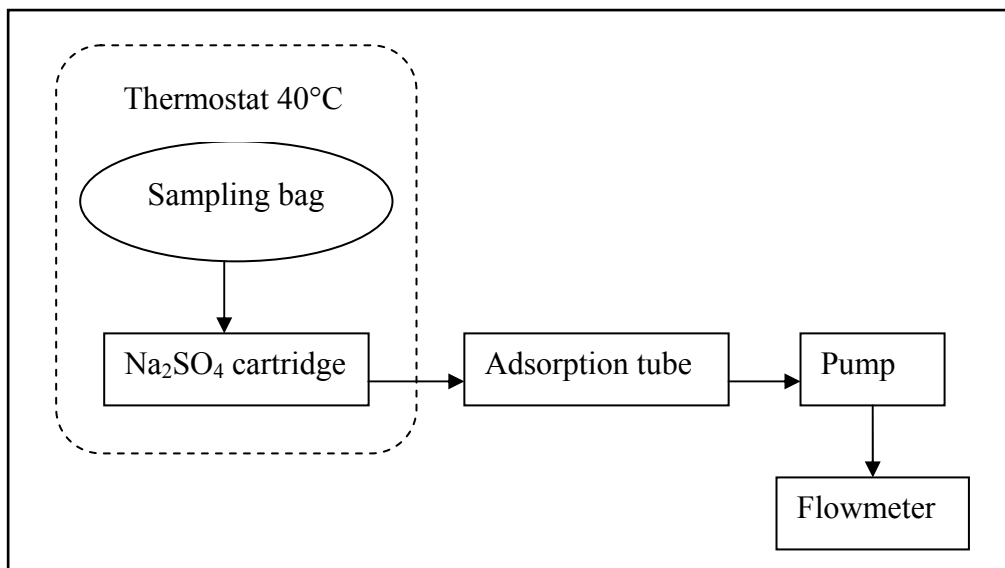 Thermostat 40°C
Sampling bag
Na₂SO₄ cartridge
Adsorption tube
Pump
Flowmeter